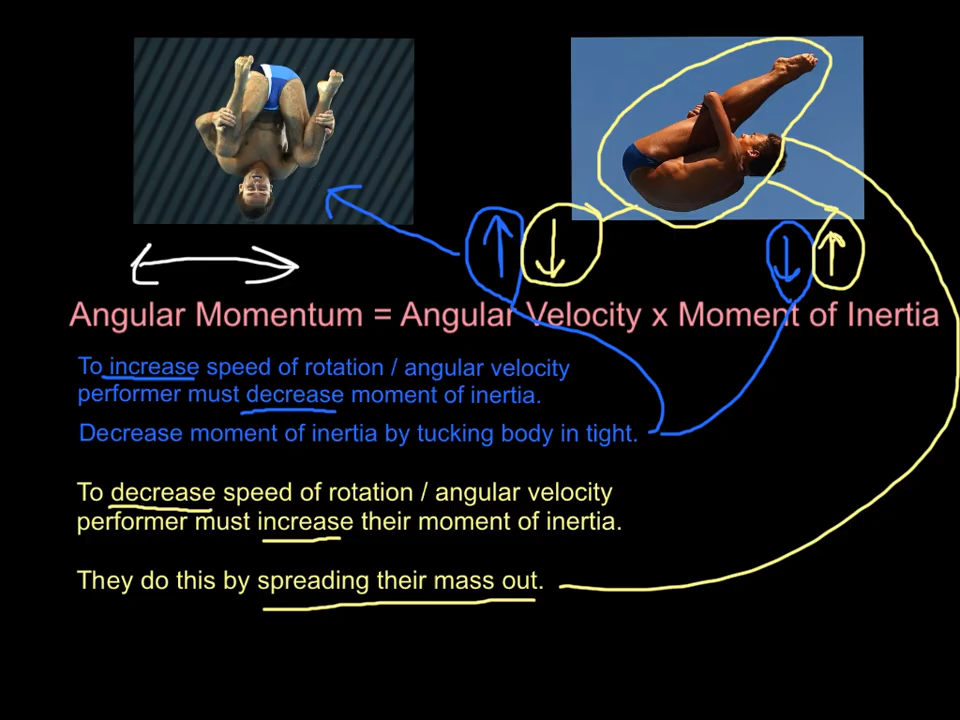 Angular Momentum = Angular Velocity x Moment of Inertia
To increase speed of rotation / angular velocity
performer must decrease moment of inertia.
Decrease moment of inertia by tucking body in tight.
To decrease speed of rotation / angular velocity
performer must increase their moment of inertia.
They do this by spreading their mass out.